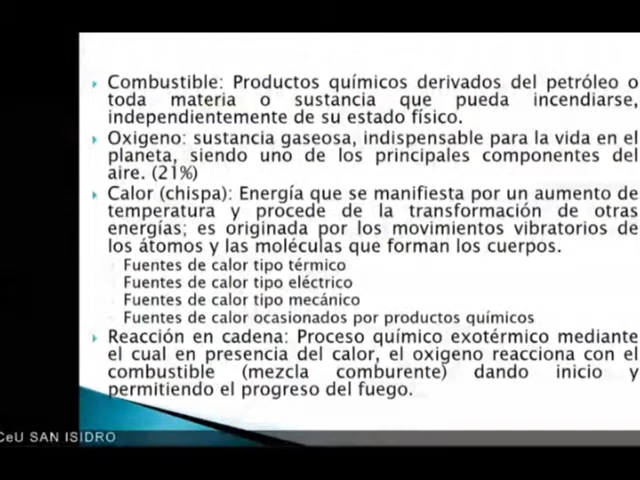 Combustible: Productos químicos derivados del petróleo o
toda materia o sustancia que pueda incendiarse,
independientemente de su estado físico.
Oxigeno: sustancia gaseosa, indispensable para la vida en el
planeta, siendo uno de los principales componentes del
aire. (21%)
Calor (chispa): Energía que se manifiesta por un aumento de
temperatura y procede de la transformación de otras
energías; es originada por los movimientos vibratorios de
los átomos y las moléculas que forman los cuerpos.
Fuentes de calor tipo térmico
Fuentes de calor tipo eléctrico
Fuentes de calor tipo mecánico
Fuentes de calor ocasionados por productos químicos
Reacción en cadena: Proceso químico exotérmico mediante
el cual en presencia del calor, el oxigeno reacciona con el
combustible (mezcla comburente) dando inicio y
permitiendo el progreso del fuego.
CeU SAN ISIDRO